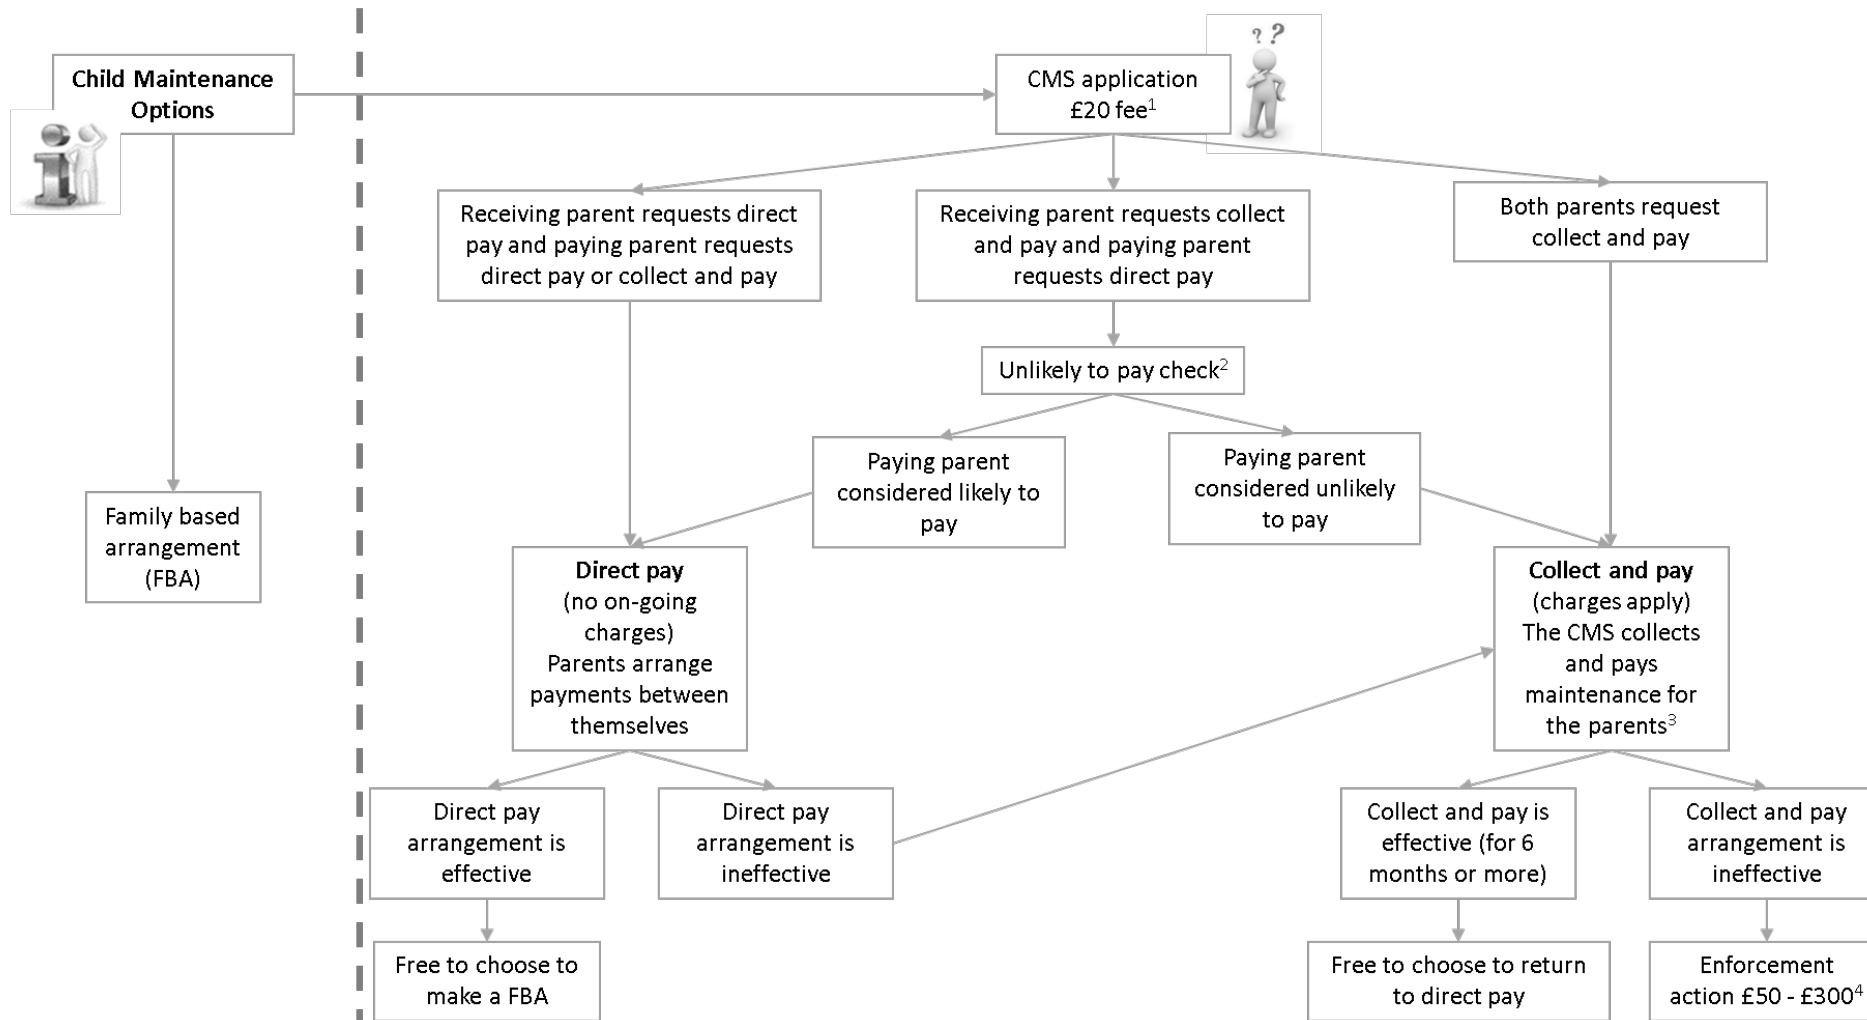 Child Maintenance
Options
CMS application
£20 fee1
? ?
i
Receiving parent requests direct
pay and paying parent requests
direct pay or collect and pay
Receiving parent requests collect
and pay and paying parent
requests direct pay
Both parents request
collect and pay
Unlikely to pay check2
Paying parent
considered likely to
pay
Paying parent
considered unlikely
to pay
Family based
arrangement
(FBA)
Direct pay
(no on-going
charges)
Parents arrange
payments between
themselves
Collect and pay
(charges apply)
The CMS collects
and pays
maintenance for
the parents3
Direct pay
arrangement is
effective
Direct pay
arrangement is
ineffective
Collect and pay is
effective (for 6
months or more)
Collect and pay
arrangement is
ineffective
Free to choose to
make a FBA
Free to choose to return
to direct pay
Enforcement
action £50 - £3004